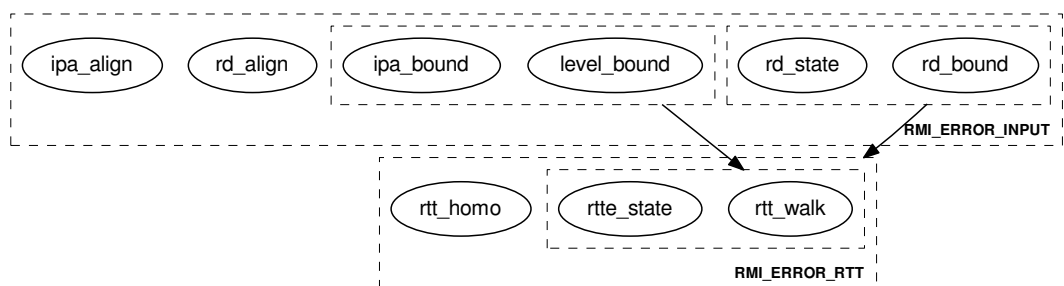 ipa_align rd_align ipa_bound level_bound rd_state rd_bound
RMI_ERROR_INPUT
rtt_homo rtte_state rtt_walk
RMI_ERROR_RTT